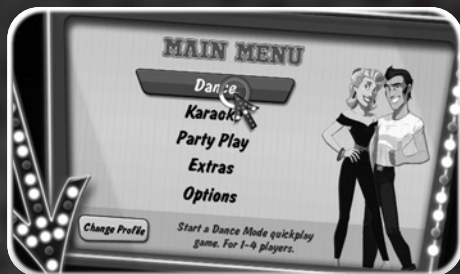 MAIN MENU
Dance
Karaoke
Party Play
Extras
Options
Change Profile
Start a Dance Mode quickplay
game. For 1-4 players.